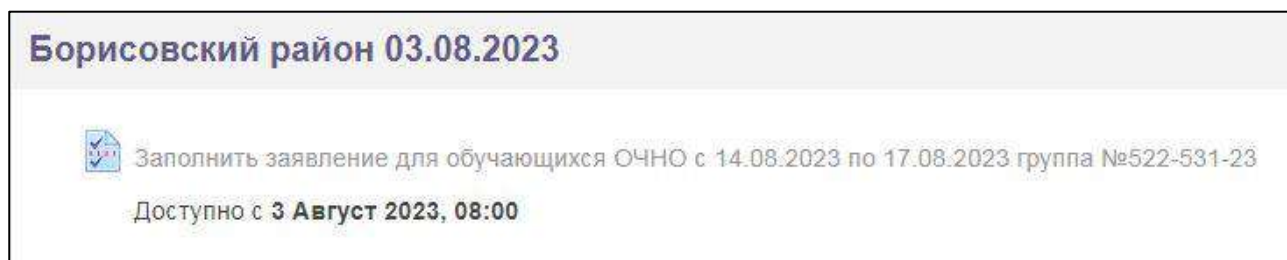 Борисовский район 03.08.2023
Заполнить заявление для обучающихся ОЧНО с 14.08.2023 по 17.08.2023 группа №522-531-23
Доступно с 3 Август 2023, 08:00